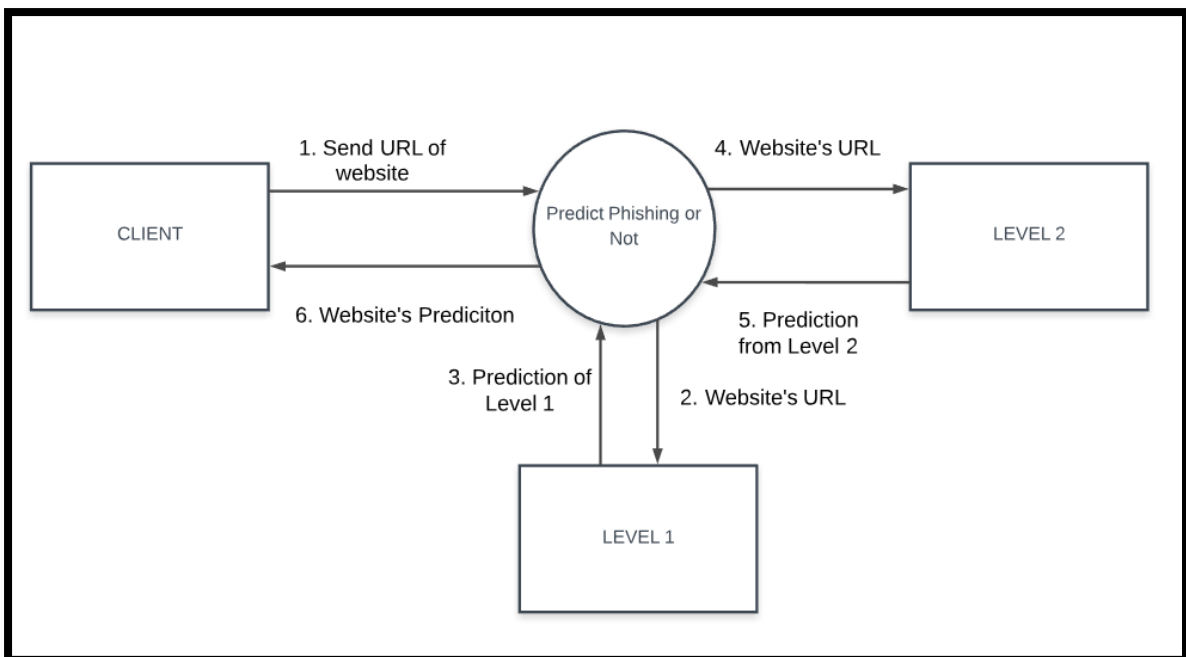 1. Send URL of
website
4. Website's URL
CLIENT
Predict Phishing or
Not
LEVEL 2
6. Website's Prediciton
5. Prediction
from Level 2
3. Prediction of
Level 1
2. Website's URL
LEVEL 1